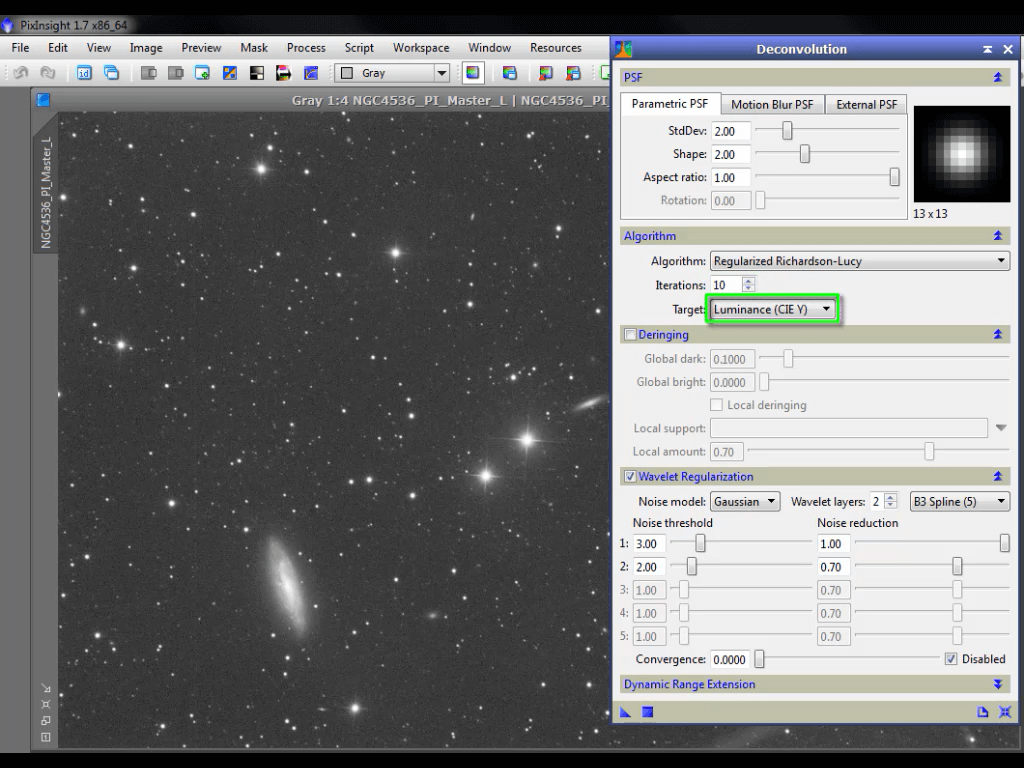 PixInsight 1.7 x86_64
File Edit View Image Preview Mask Process Script Workspace Window Resources
id Gray
Gray 1:4 NGC4536_PI_Master_L | NGC4536_PI
NGC4536_PI_Master_L
Deconvolution
PSF
Parametric PSF Motion Blur PSF External PSF
StdDev: 2.00
Shape: 2.00
Aspect ratio: 1.00
Rotation: 0.00
13 x 13
Algorithm
Algorithm: Regularized Richardson-Lucy
Iterations: 10
Target: Luminance (CIE Y)
Deringing
Global dark: 0.1000
Global bright: 0.0000
Local deringing
Local support:
Local amount: 0.70
Wavelet Regularization
Noise model: Gaussian Wavelet layers: 2 B3 Spline (5)
Noise threshold Noise reduction
1: 3.00 1.00
2: 2.00 0.70
3: 1.00 0.70
4: 1.00 0.70
5: 1.00 0.70
Convergence: 0.0000 Disabled
Dynamic Range Extension